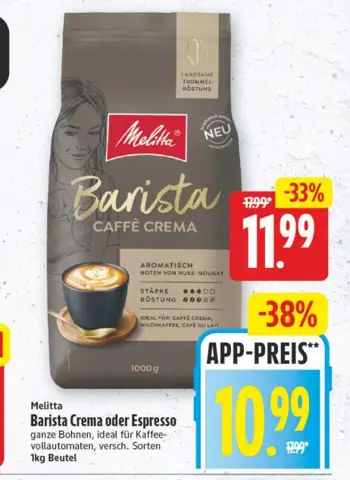 LANGSAME
TROMMEL-
RÖSTUNG
Melitta®
NEU
Barista
CAFFÈ CREMA
AROMATISCH
NOTEN VON NUSS-NOUGAT
STÄRKE
RÖSTUNG
IDEAL FÜR: CAFFÈ CREMA,
MILCHKAFFEE, CAFÉ AU LAIT
1000g
-33%
17.99*
11.99
-38%
APP-PREIS**
10.99
17.99*
Melitta
Barista Crema oder Espresso
ganze Bohnen, ideal für Kaffee-
vollautomaten, versch. Sorten
1kg Beutel